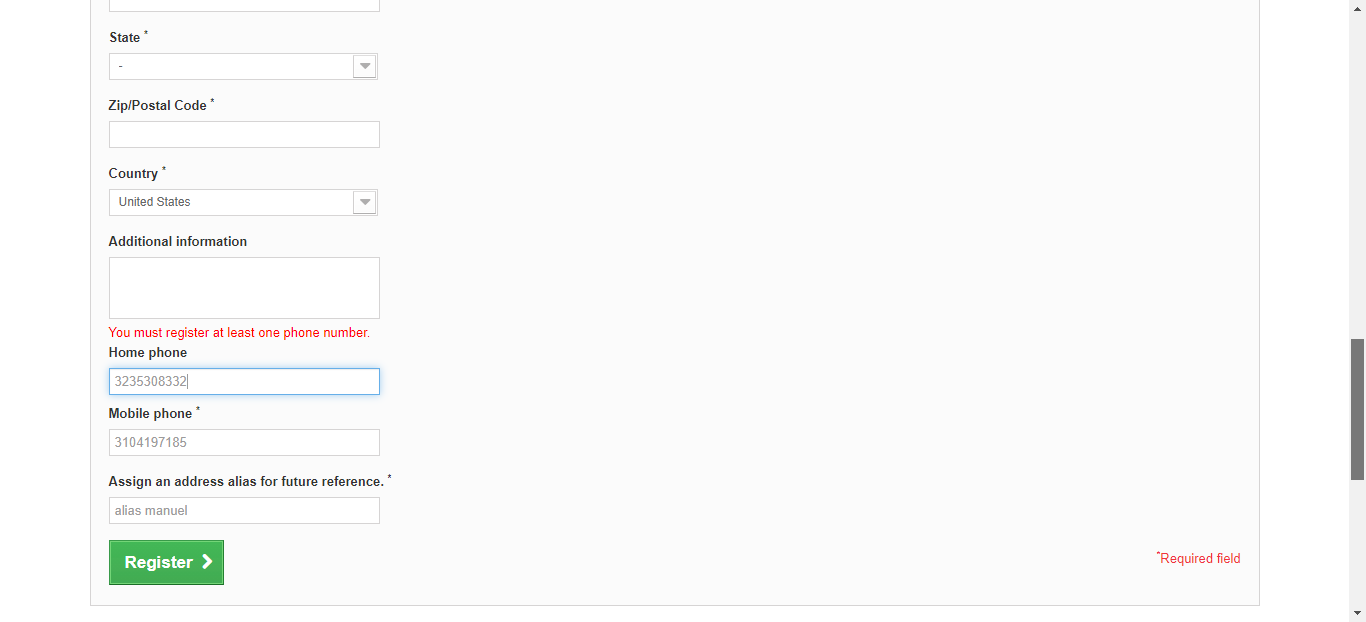 State *
-
Zip/Postal Code *
Country *
United States
Additional information
You must register at least one phone number.
Home phone
3235308332
Mobile phone *
3104197185
Assign an address alias for future reference. *
alias manuel
Register
*Required field